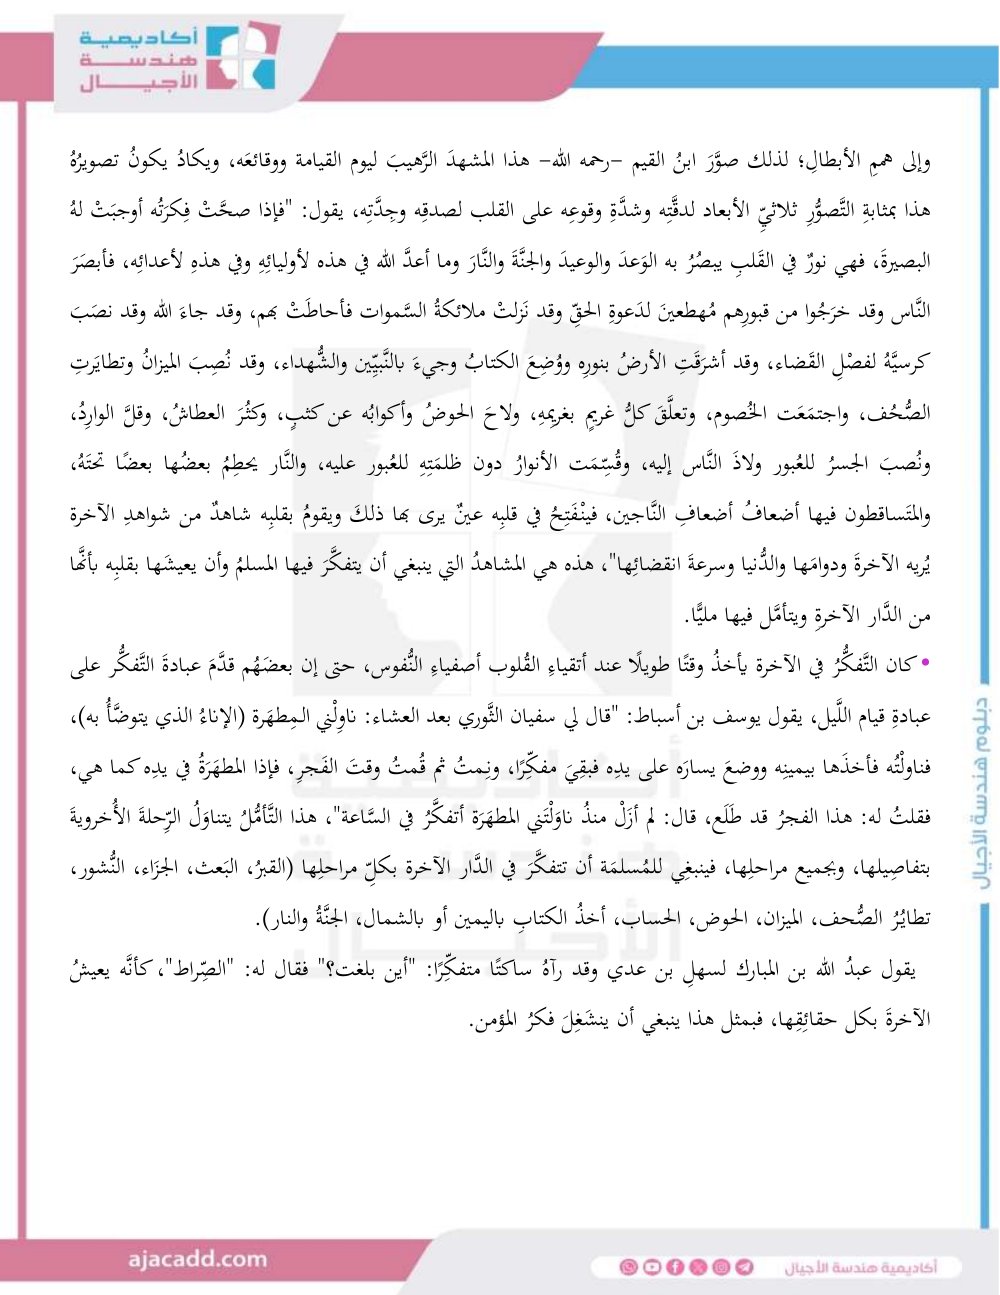 أكاديمية
هندسة
الأجيال
وإلى هممِ الأبطالِ؛ لذلك صوَّرَ ابنُ القيم –رحمه الله– هذا المشهدَ الرَّهيبَ ليوم القيامة ووقائعَه، ويكادُ يكونُ تصويرُهُ
هذا بمثابةِ التَّصوُّرِ ثلاثيِّ الأبعاد لدقَّتِه وشدَّةِ وقوعِه على القلب لصدقِه وجِدَّتِه، يقول: "فإذا صحَّتْ فِكرَتُه أوجبَتْ لهُ
البصيرةَ، فهي نورٌ في القَلبِ يبصُرُ به الوَعدَ والوعيدَ والجنَّةَ والنَّارَ وما أعدَّ الله في هذه لأوليائِهِ وفي هذهِ لأعدائِه، فأبصَرَ
النَّاس وقد خرَجُوا من قبورِهم مُهطعينَ لدَعوةِ الحقِّ وقد نَزلتْ ملائكةُ السَّموات فأحاطَتْ بهم، وقد جاءَ الله وقد نصَبَ
كرسيَّهُ لفصْلِ القَضاء، وقد أشرَقَتِ الأرضُ بنورِه ووُضِعَ الكتابُ وجيءَ بالنَّبيِّين والشُّهداء، وقد نُصِبَ الميزانُ وتطايَرتِ
الصُّحُف، واجتمَعَت الخُصوم، وتعلَّقَ كلُّ غريمٍ بغريمِهِ، ولاحَ الحوضُ وأكوابُه عن كثبٍ، وكثُرَ العطاشُ، وقلَّ الواردُ،
ونُصبَ الجسرُ للعُبور ولاذَ النَّاس إليه، وقُسِّمَت الأنوارُ دون ظلمَتِهِ للعُبور عليه، والنَّار يحطِمُ بعضُها بعضًا تحتَهُ،
والمتَساقطون فيها أضعافُ أضعافِ النَّاجين، فينْفَتِحُ في قلبِه عينٌ يرى بها ذلكَ ويقومُ بقلبِه شاهدٌ من شواهدِ الآخرة
يُريه الآخرةَ ودوامَها والدُّنيا وسرعةَ انقضائِها"، هذه هي المشاهدُ التي ينبغي أن يتفكَّرَ فيها المسلمُ وأن يعيشَها بقلبِه بأنَّها
من الدَّار الآخرةِ ويتأمَّل فيها مليًّا.
• كان التَّفكُّرُ في الآخرة يأخذُ وقتًا طويلًا عند أتقياءِ القُلوب أصفياءِ النُّفوس، حتى إن بعضَهُم قدَّمَ عبادةَ التَّفكُّر على
عبادةِ قيام اللَّيل، يقول يوسف بن أسباط: "قال لي سفيان الثَّوري بعد العشاء: ناوِلْني المِطهَرة (الإناءُ الذي يتوضَّأُ به)،
فناولْتُه فأخذَها بيمينِه ووضعَ يسارَه على يدِه فبقِيَ مفكِّرًا، ونِمتُ ثم قُمتُ وقتَ الفَجرِ، فإذا المطهَرَةُ في يدِه كما هي،
فقلتُ له: هذا الفجرُ قد طَلَع، قال: لم أزَلْ منذُ ناوَلْتَني المطهَرَة أتفكَّرُ في السَّاعة"، هذا التَّأمُّلُ يتناوَلُ الرِّحلةَ الأُخرويةَ
بتفاصِيلها، وبجميع مراحلِها، فينبغِي للمُسلمَة أن تتفكَّرَ في الدَّار الآخرة بكلِّ مراحلِها (القبرُ، البَعث، الجزَاء، النُّشور،
تطايُرُ الصُّحف، الميزان، الحوض، الحساب، أخذُ الكتابِ باليمين أو بالشمال، الجنَّةُ والنار).
يقول عبدُ الله بن المبارك لسهلِ بن عدي وقد رآهُ ساكتًا متفكِّرًا: "أين بلغت؟" فقال له: "الصِّراط"، كأنَّه يعيشُ
الآخرةَ بكل حقائِقِها، فبمثل هذا ينبغي أن ينشَغِلَ فكرُ المؤمن.
دبلوم هندسة الأجيال
أكاديمية
هندسة
الأجيال
أكاديمية هندسة الأجيال
ajacadd.com